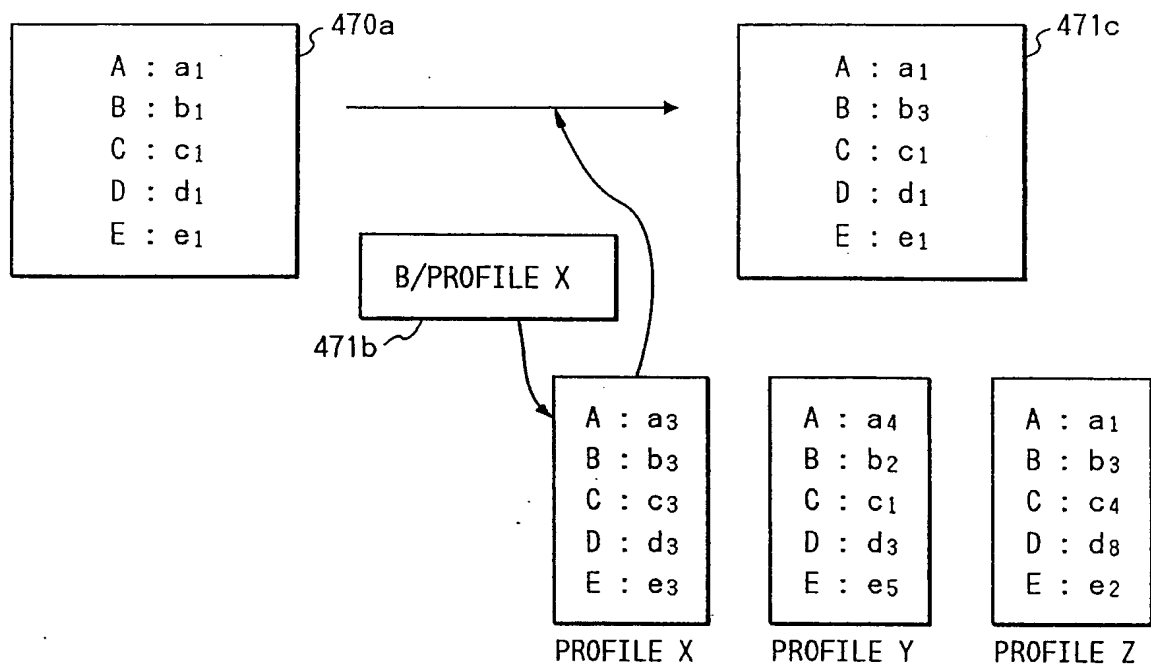 470a
A : a1
B : b1
C : c1
D : d1
E : e1
471c
A : a1
B : b3
C : c1
D : d1
E : e1
B/PROFILE X
471b
A : a3
B : b3
C : c3
D : d3
E : e3
PROFILE X
A : a4
B : b2
C : c1
D : d3
E : e5
PROFILE Y
A : a1
B : b3
C : c4
D : d8
E : e2
PROFILE Z